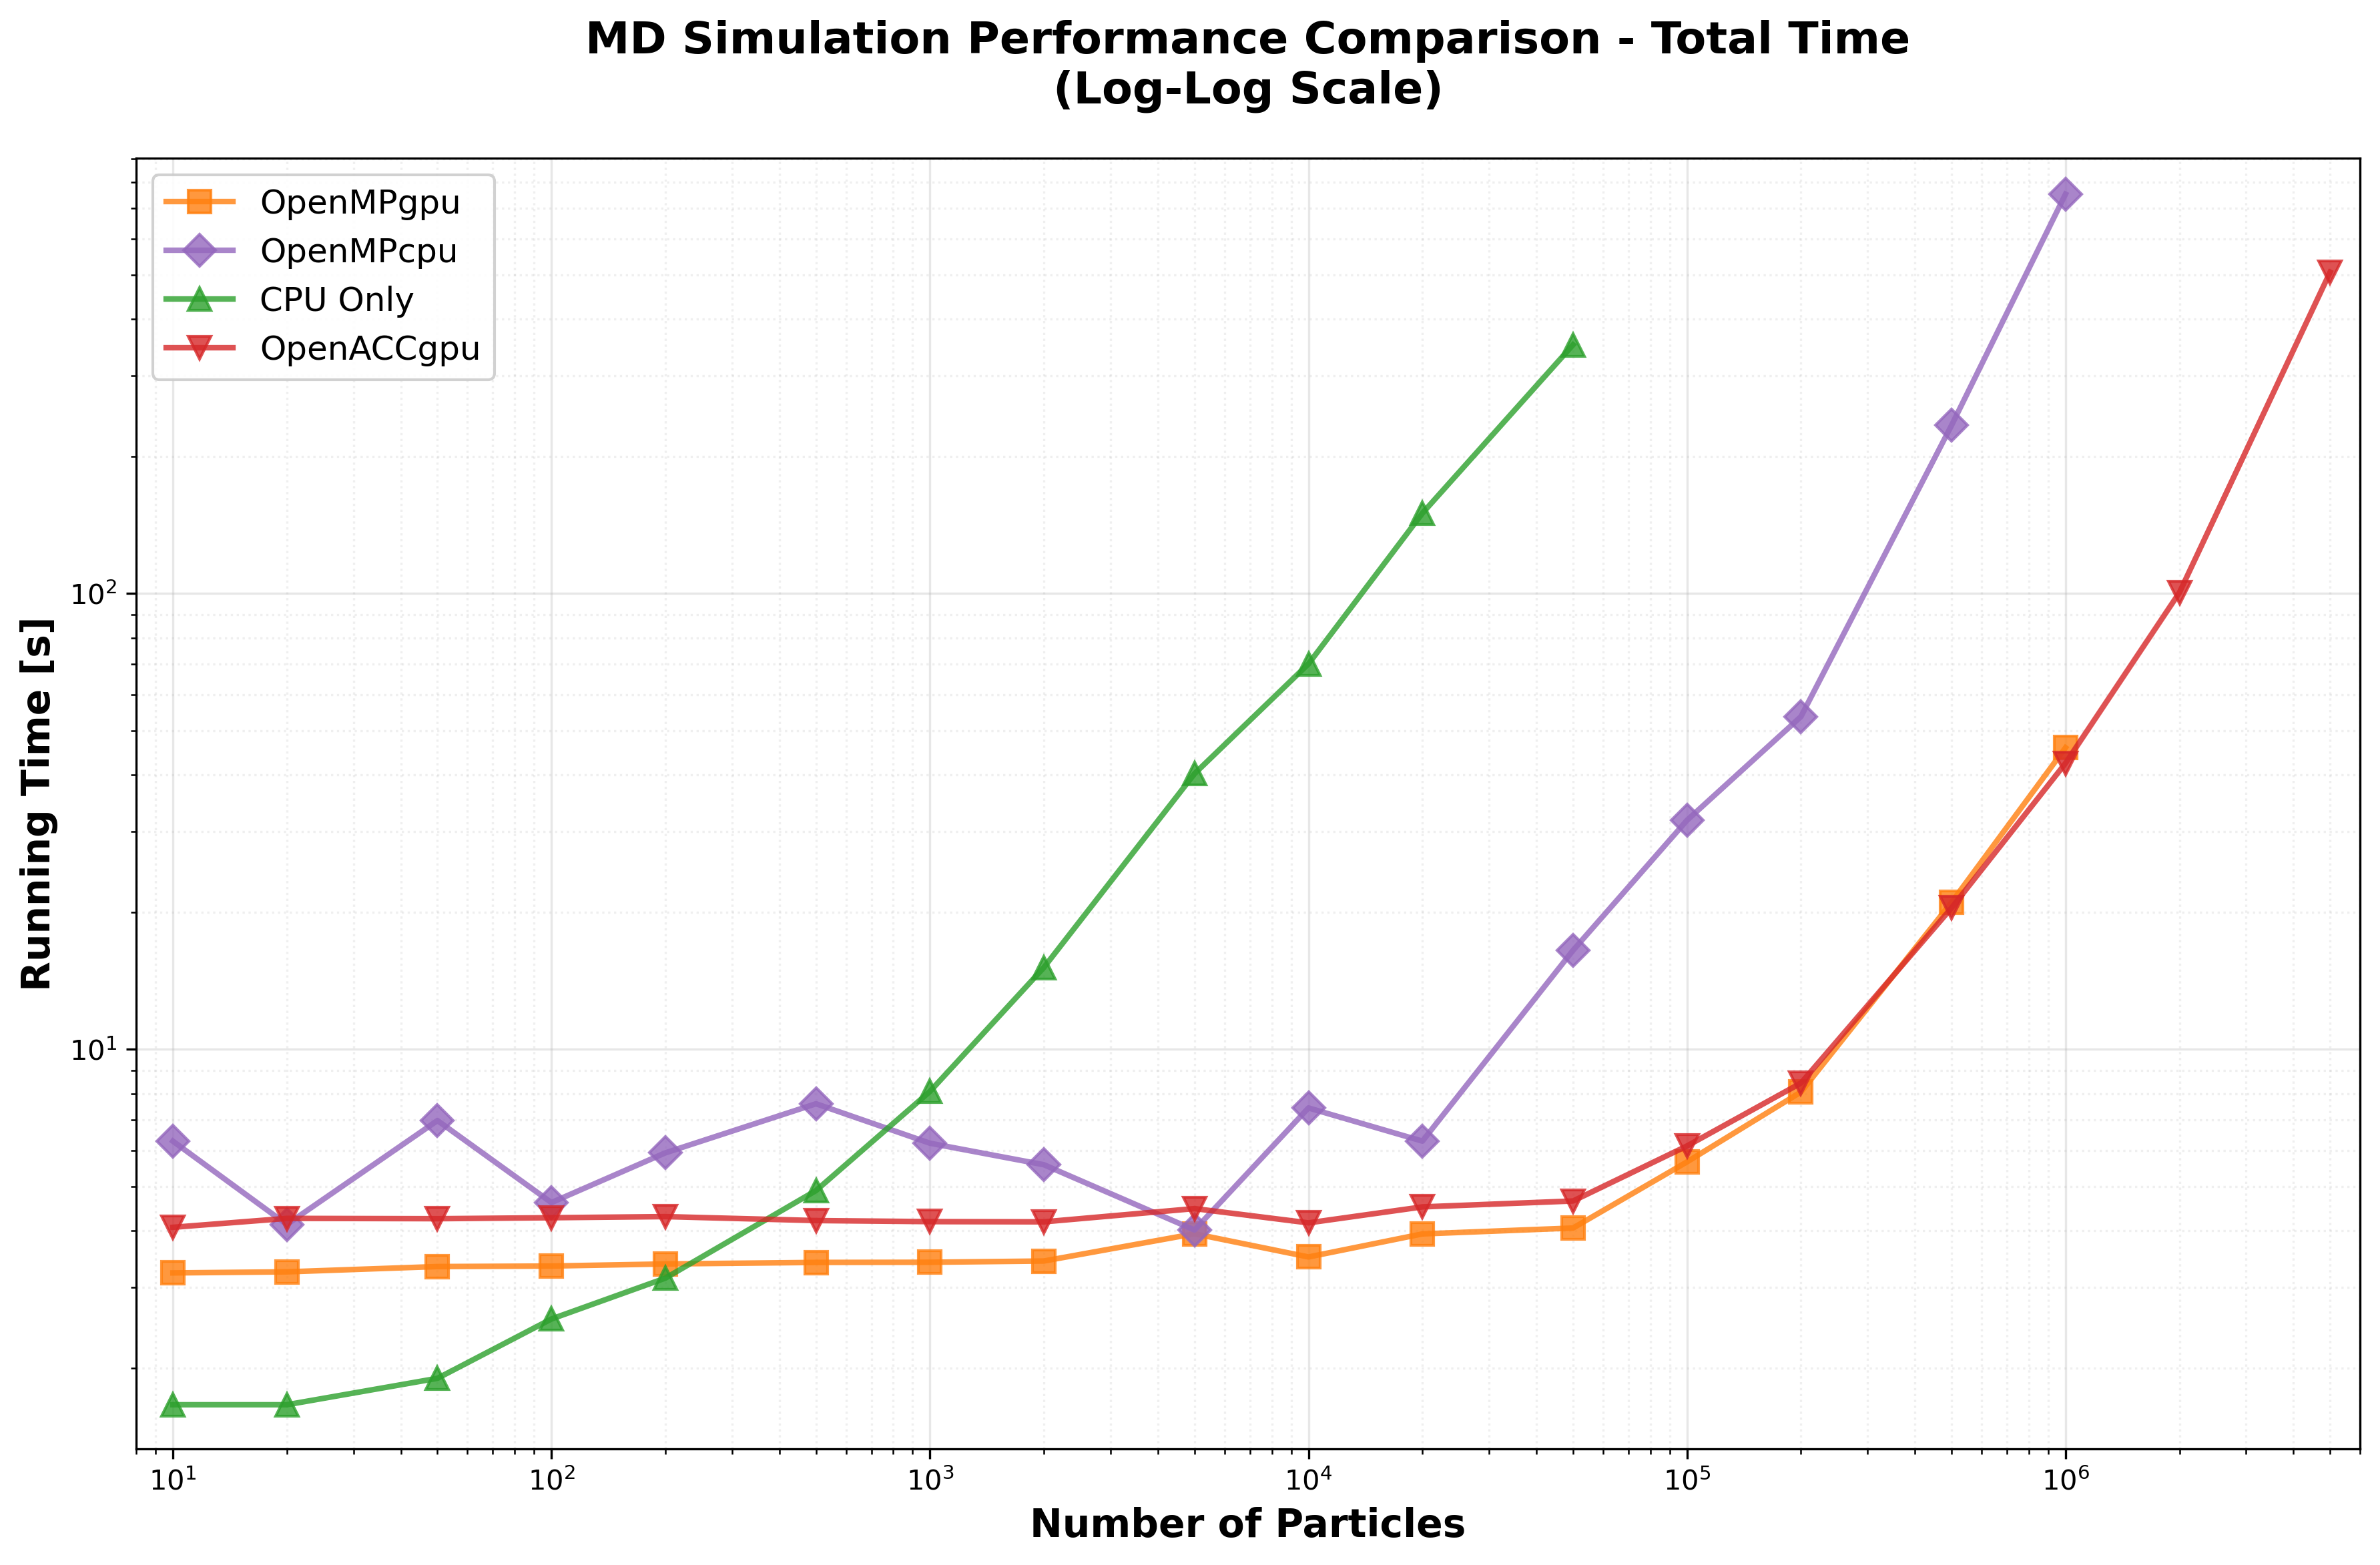 MD Simulation Performance Comparison - Total Time
(Log-Log Scale)
OpenMPgpu
OpenMPcpu
CPU Only
OpenACCgpu
Running Time [s]
10²
10¹
10¹ 10² 10³ 10⁴ 10⁵ 10⁶
Number of Particles